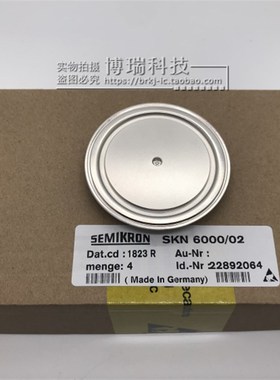 实物拍摄 博瑞科技
盗图必究 https://brkj-ic.taobao.com
SEMIKRON SKN 6000/02
Dat.cd : 1823 R Au-Nr :
menge: 4 Id.-Nr :22892064
( Made in Germany)